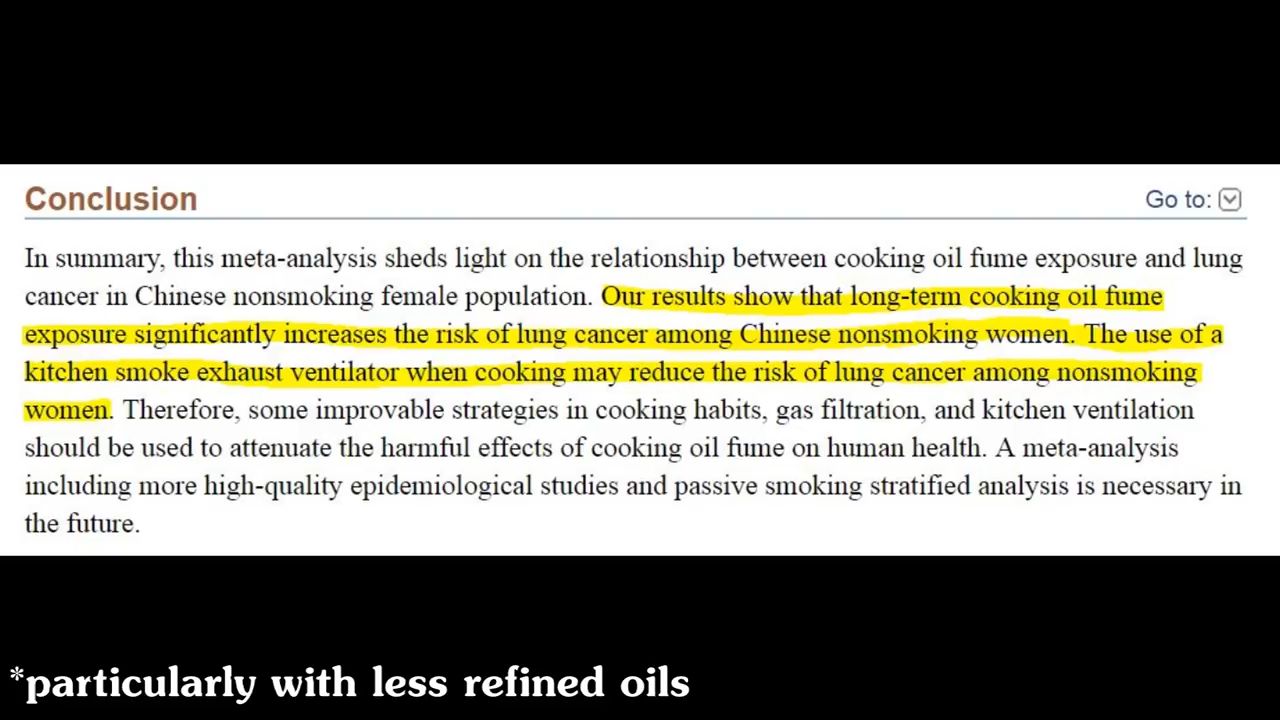 Conclusion
Go to:
In summary, this meta-analysis sheds light on the relationship between cooking oil fume exposure and lung
cancer in Chinese nonsmoking female population. Our results show that long-term cooking oil fume
exposure significantly increases the risk of lung cancer among Chinese nonsmoking women. The use of a
kitchen smoke exhaust ventilator when cooking may reduce the risk of lung cancer among nonsmoking
women. Therefore, some improvable strategies in cooking habits, gas filtration, and kitchen ventilation
should be used to attenuate the harmful effects of cooking oil fume on human health. A meta-analysis
including more high-quality epidemiological studies and passive smoking stratified analysis is necessary in
the future.
*particularly with less refined oils